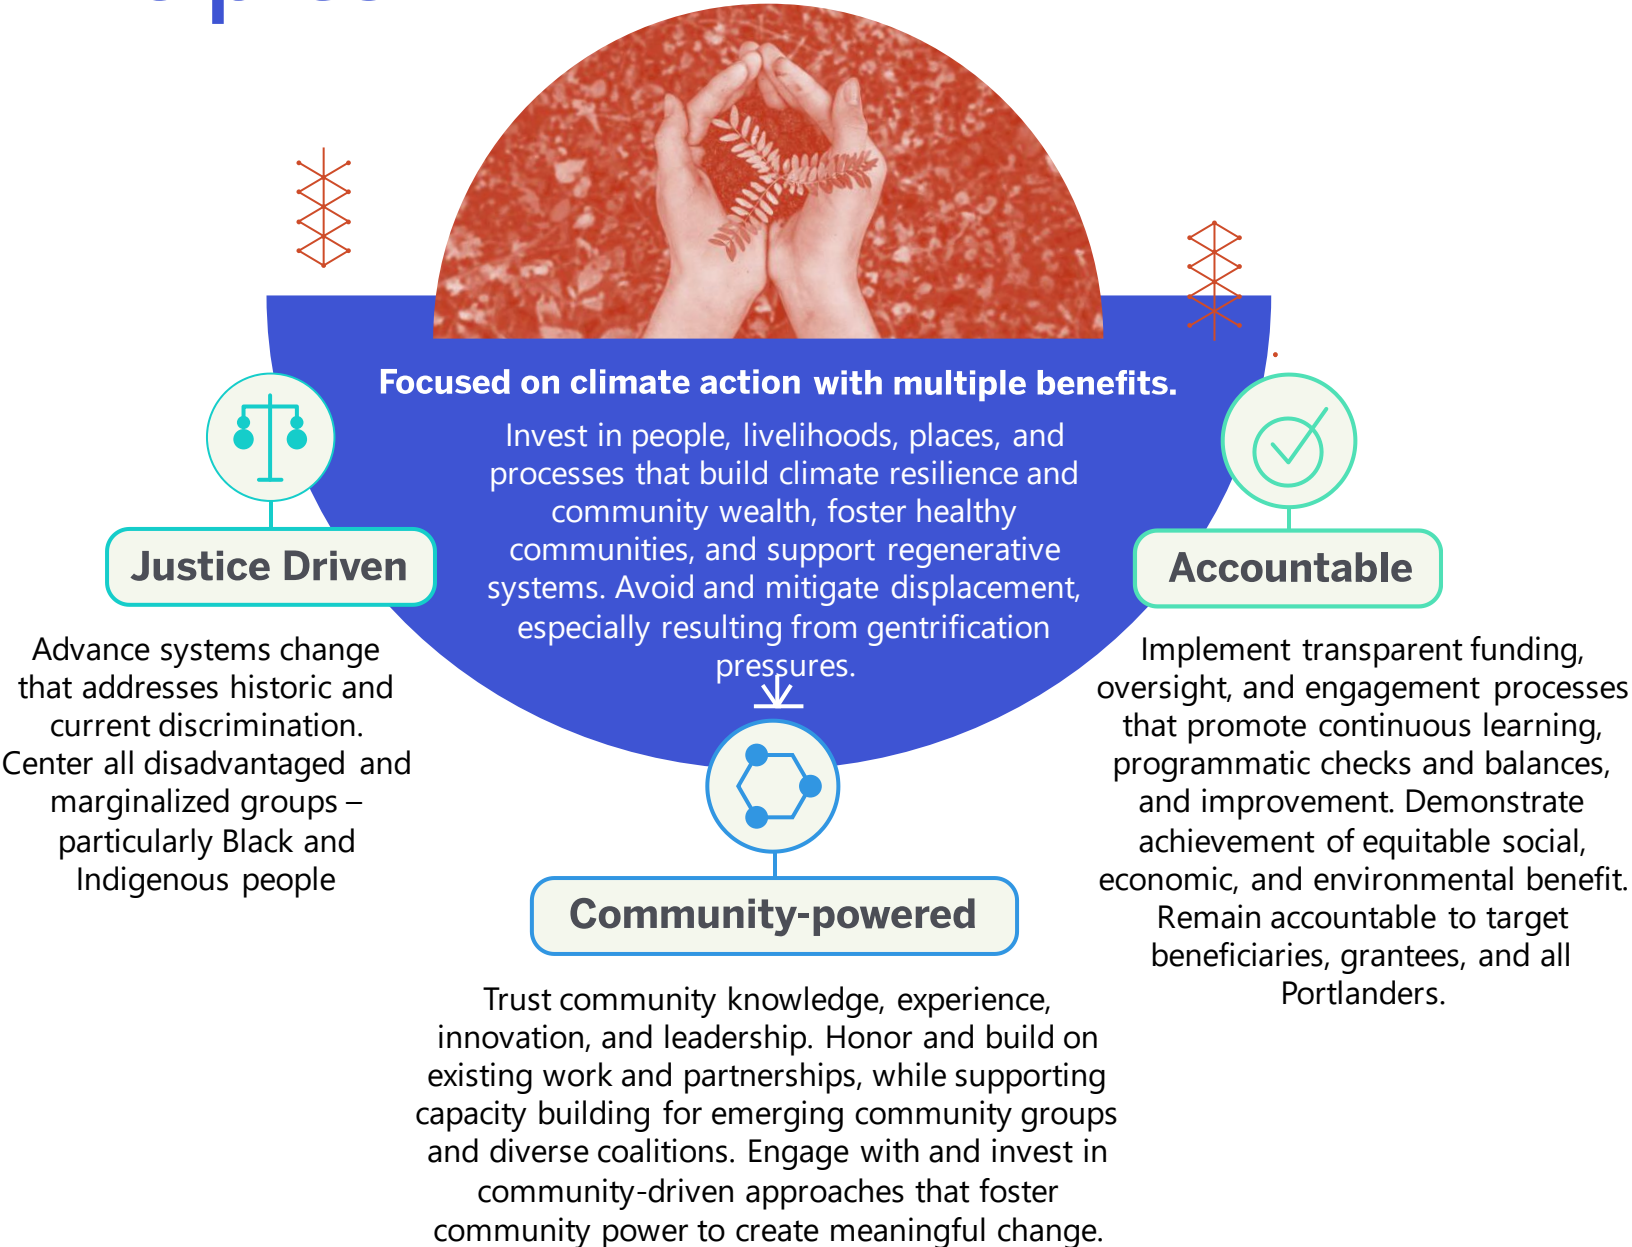 Focused on climate action with multiple benefits.
Invest in people, livelihoods, places, and
processes that build climate resilience and
community wealth, foster healthy
communities, and support regenerative
systems. Avoid and mitigate displacement,
especially resulting from gentrification
pressures.
Justice Driven
Advance systems change
that addresses historic and
current discrimination.
Center all disadvantaged and
marginalized groups –
particularly Black and
Indigenous people
Community-powered
Trust community knowledge, experience,
innovation, and leadership. Honor and build on
existing work and partnerships, while supporting
capacity building for emerging community groups
and diverse coalitions. Engage with and invest in
community-driven approaches that foster
community power to create meaningful change.
Accountable
Implement transparent funding,
oversight, and engagement processes
that promote continuous learning,
programmatic checks and balances,
and improvement. Demonstrate
achievement of equitable social,
economic, and environmental benefit.
Remain accountable to target
beneficiaries, grantees, and all
Portlanders.